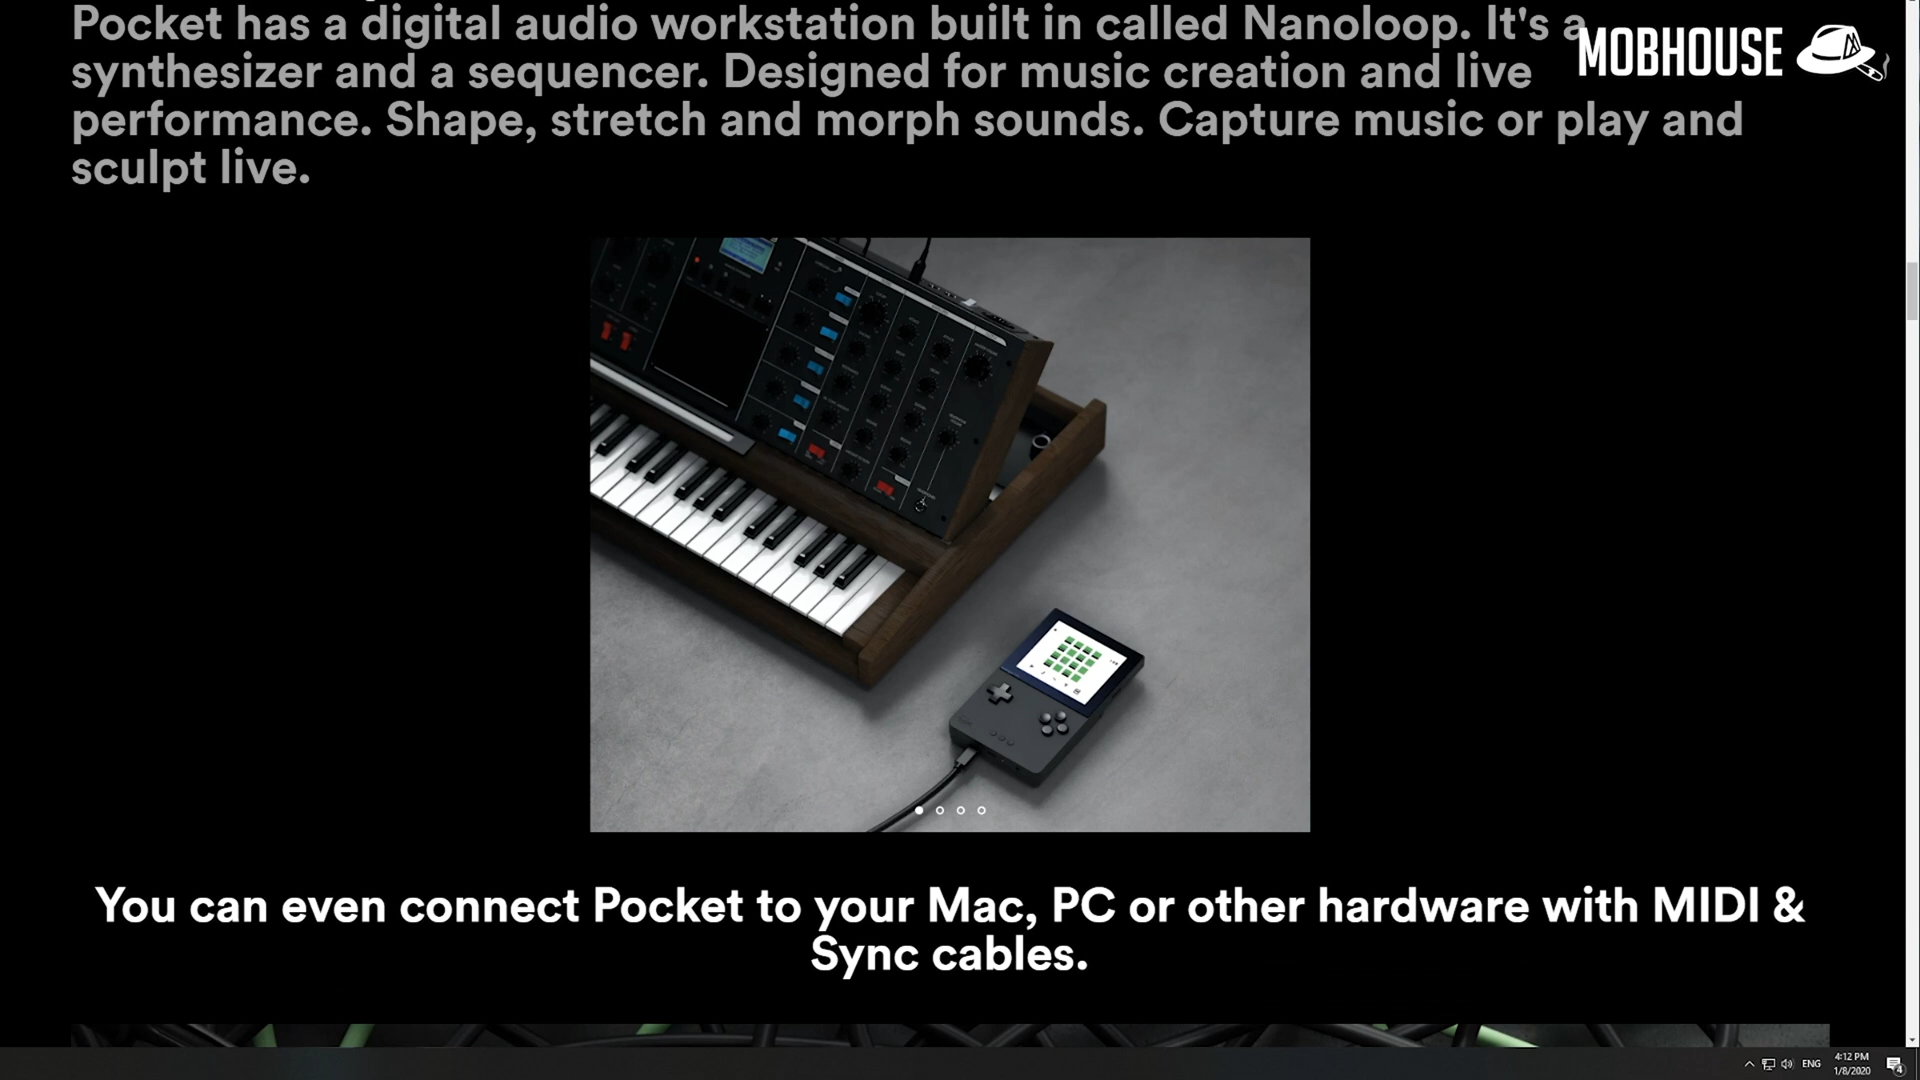 Pocket has a digital audio workstation built in called Nanoloop. It's a
synthesizer and a sequencer. Designed for music creation and live
performance. Shape, stretch and morph sounds. Capture music or play and
sculpt live.
MOBHOUSE
You can even connect Pocket to your Mac, PC or other hardware with MIDI &
Sync cables.
ENG
4:12 PM
1/8/2020
4